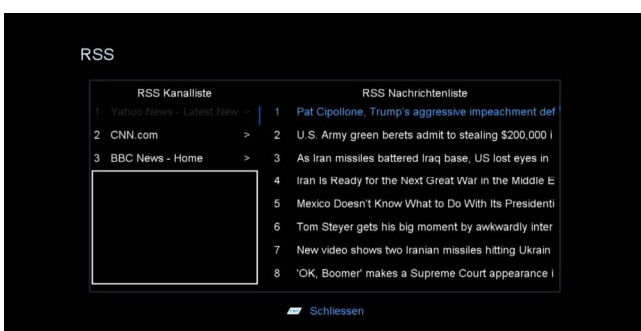 RSS
RSS Kanalliste
1 Yahoo News - Latest New >
2 CNN.com >
3 BBC News - Home >
RSS Nachrichtenliste
1 Pat Cipollone, Trump's aggressive impeachment def
2 U.S. Army green berets admit to stealing $200,000 i
3 As Iran missiles battered Iraq base, US lost eyes in
4 Iran Is Ready for the Next Great War in the Middle E
5 Mexico Doesn't Know What to Do With Its Presidenti
6 Tom Steyer gets his big moment by awkwardly inter
7 New video shows two Iranian missiles hitting Ukrain
8 'OK, Boomer' makes a Supreme Court appearance i
Schliessen